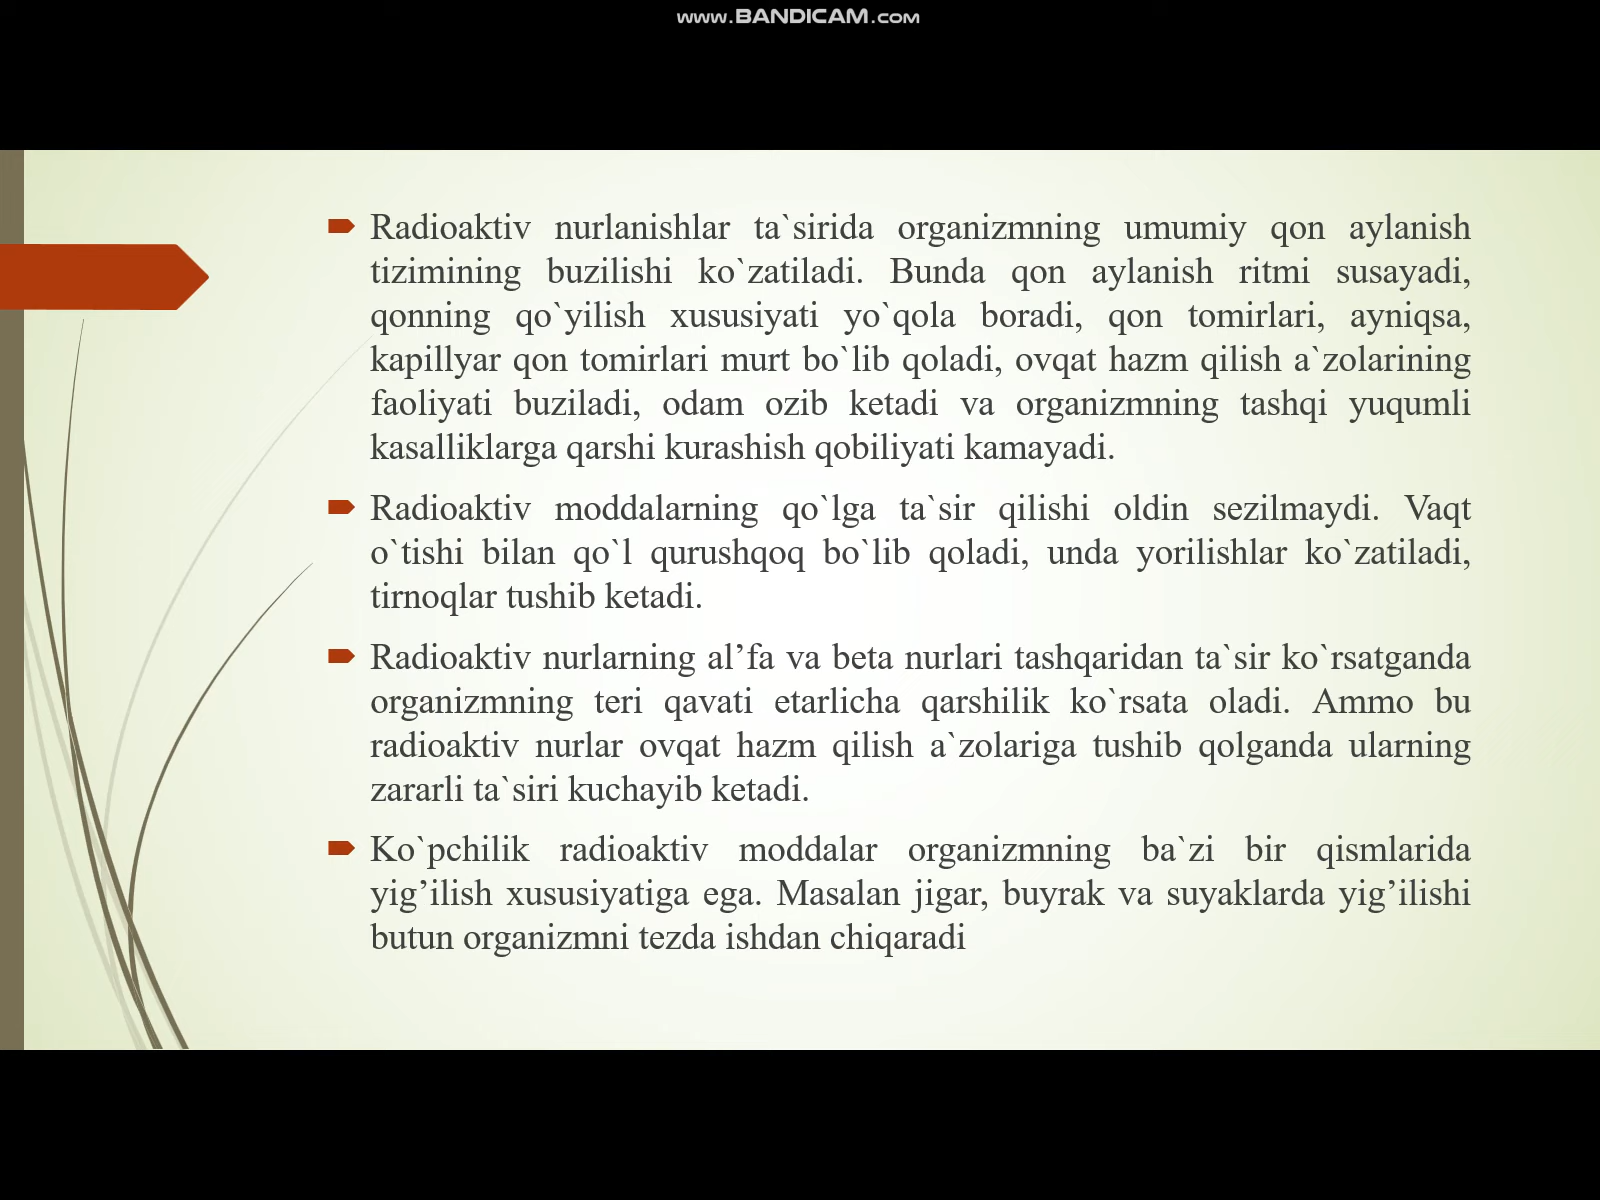 www.BANDICAM.com
Radioaktiv nurlanishlar ta`sirida organizmning umumiy qon aylanish
tizimining buzilishi ko`zatiladi. Bunda qon aylanish ritmi susayadi,
qonning qo`yilish xususiyati yo`qola boradi, qon tomirlari, ayniqsa,
kapillyar qon tomirlari murt bo`lib qoladi, ovqat hazm qilish a`zolarining
faoliyati buziladi, odam ozib ketadi va organizmning tashqi yuqumli
kasalliklarga qarshi kurashish qobiliyati kamayadi.
Radioaktiv moddalarning qo`lga ta`sir qilishi oldin sezilmaydi. Vaqt
o`tishi bilan qo`l qurushqoq bo`lib qoladi, unda yorilishlar ko`zatiladi,
tirnoqlar tushib ketadi.
Radioaktiv nurlarning al’fa va beta nurlari tashqaridan ta`sir ko`rsatganda
organizmning teri qavati etarlicha qarshilik ko`rsata oladi. Ammo bu
radioaktiv nurlar ovqat hazm qilish a`zolariga tushib qolganda ularning
zararli ta`siri kuchayib ketadi.
Ko`pchilik radioaktiv moddalar organizmning ba`zi bir qismlarida
yig’ilish xususiyatiga ega. Masalan jigar, buyrak va suyaklarda yig’ilishi
butun organizmni tezda ishdan chiqaradi